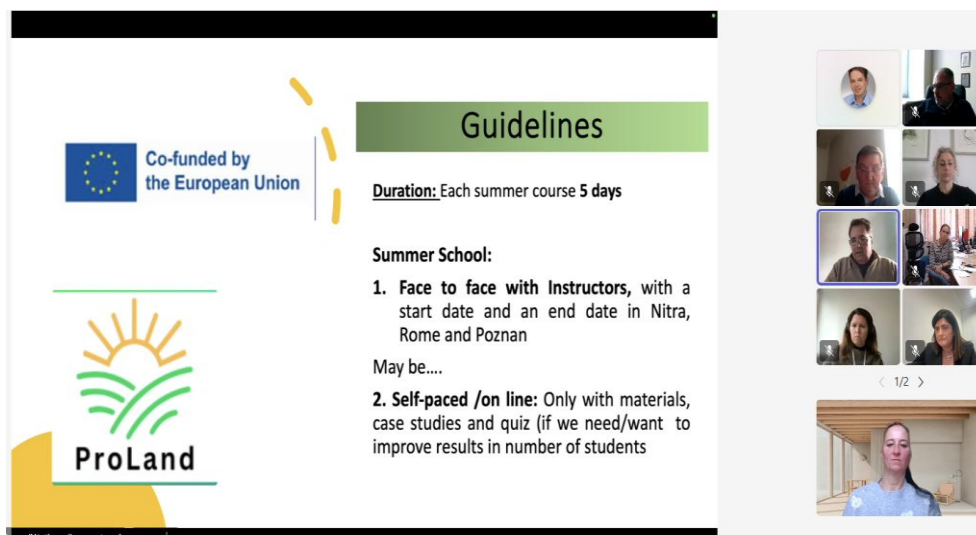 Co-funded by
the European Union
ProLand
Guidelines
Duration: Each summer course 5 days
Summer School:
1. Face to face with Instructors, with a
start date and an end date in Nitra,
Rome and Poznan
May be....
2. Self-paced /on line: Only with materials,
case studies and quiz (if we need/want to
improve results in number of students
1/2